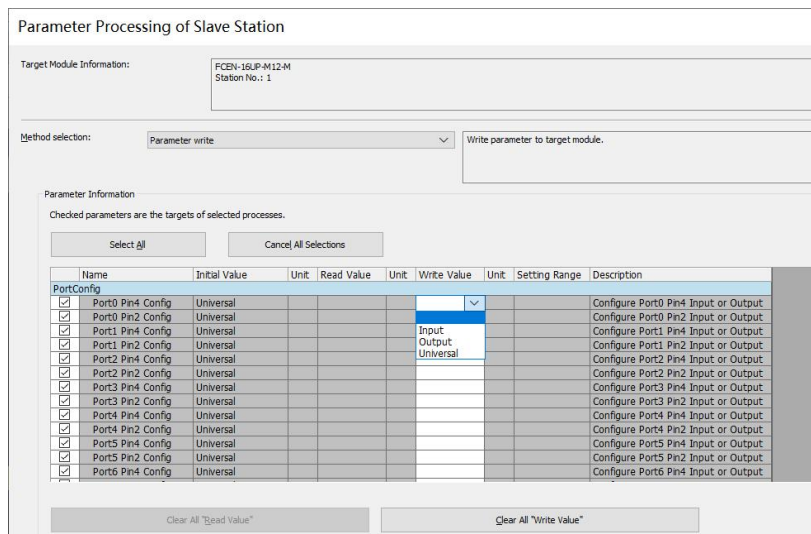 Parameter Processing of Slave Station
Target Module Information:
FCEN-16UP-M12-M
Station No.: 1
Method selection:
Parameter write
Write parameter to target module.
Parameter Information
Checked parameters are the targets of selected processes.
Select All
Cancel All Selections
Name Initial Value Unit Read Value Unit Write Value Unit Setting Range Description
PortConfig
Port0 Pin4 Config Universal Configure Port0 Pin4 Input or Output
Port0 Pin2 Config Universal Configure Port0 Pin2 Input or Output
Port1 Pin4 Config Universal Input Configure Port1 Pin4 Input or Output
Port1 Pin2 Config Universal Output Configure Port1 Pin2 Input or Output
Port2 Pin4 Config Universal Universal Configure Port2 Pin4 Input or Output
Port2 Pin2 Config Universal Configure Port2 Pin2 Input or Output
Port3 Pin4 Config Universal Configure Port3 Pin4 Input or Output
Port3 Pin2 Config Universal Configure Port3 Pin2 Input or Output
Port4 Pin4 Config Universal Configure Port4 Pin4 Input or Output
Port4 Pin2 Config Universal Configure Port4 Pin2 Input or Output
Port5 Pin4 Config Universal Configure Port5 Pin4 Input or Output
Port5 Pin2 Config Universal Configure Port5 Pin2 Input or Output
Port6 Pin4 Config Universal Configure Port6 Pin4 Input or Output
Clear All "Read Value"
Clear All "Write Value"